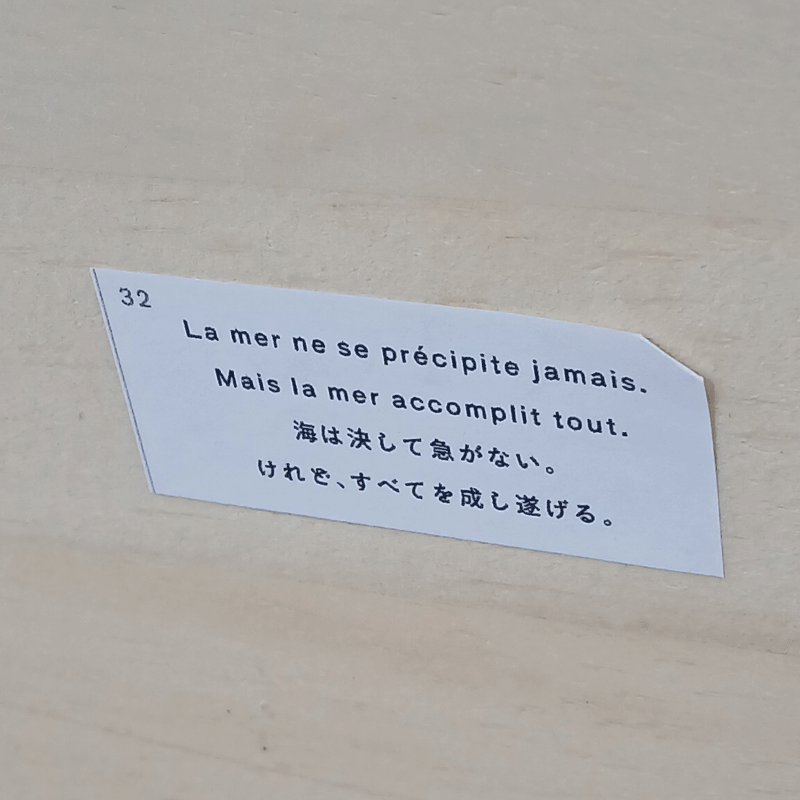 32
La mer ne se précipite jamais.
Mais la mer accomplit tout.
海は決して急がない。
けれど、すべてを成し遂げる。